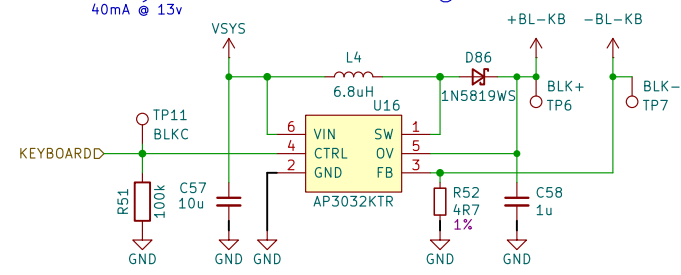 40mA @ 13v
VSYS
+BL-KB
-BL-KB
L4
6.8uH
D86
1N5819WS
BLK+
TP6
BLK-
TP7
TP11
BLKC
U16
6
VIN
SW
1
KEYBOARD
4
CTRL
OV
5
2
GND
FB
3
AP3032KTR
R51
100k
C57
10u
R52
4R7
1%
C58
1u
GND
GND
GND
GND
GND